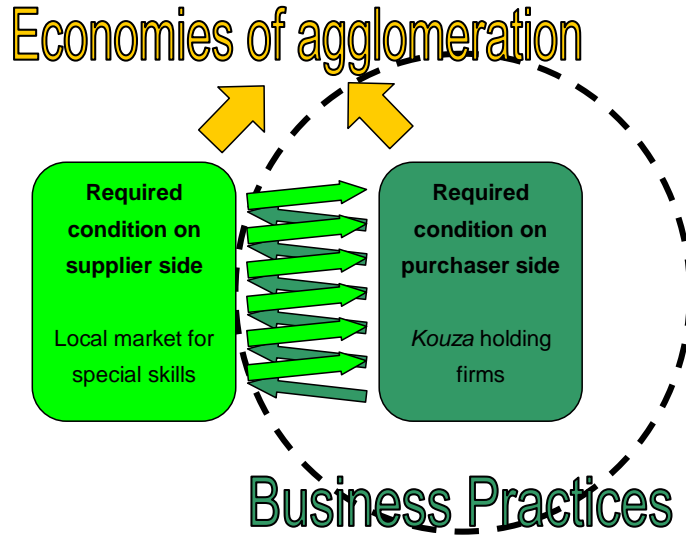 Economies of agglomeration
Required
condition on
supplier side
Local market for
special skills
Required
condition on
purchaser side
Kouza holding
firms
Business Practices